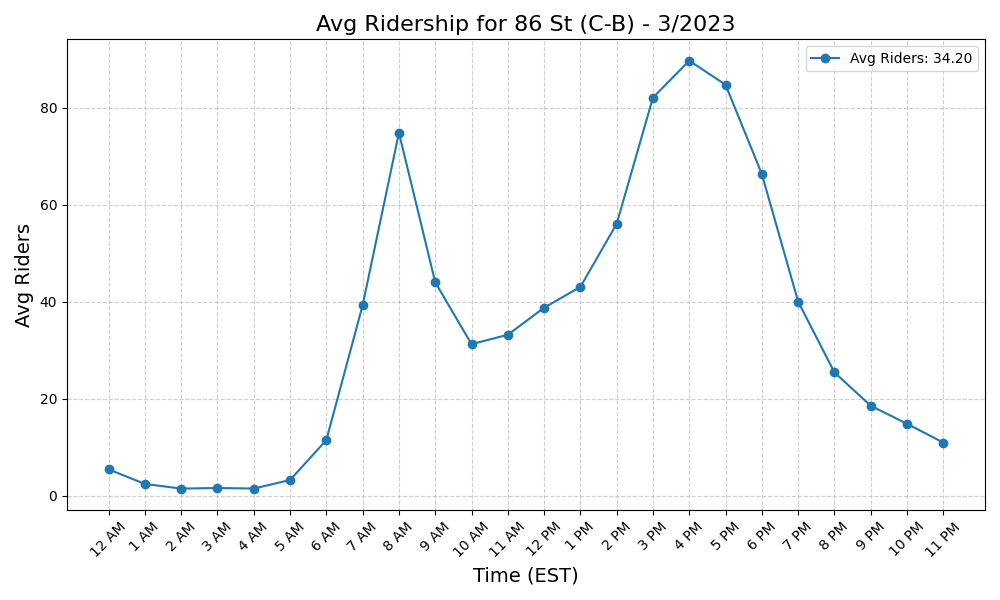 Avg Ridership for 86 St (C-B) - 3/2023
Avg Riders: 34.20
Avg Riders
80
60
40
20
0
12 AM
1 AM
2 AM
3 AM
4 AM
5 AM
6 AM
7 AM
8 AM
9 AM
10 AM
11 AM
12 PM
1 PM
2 PM
3 PM
4 PM
5 PM
6 PM
7 PM
8 PM
9 PM
10 PM
11 PM
Time (EST)